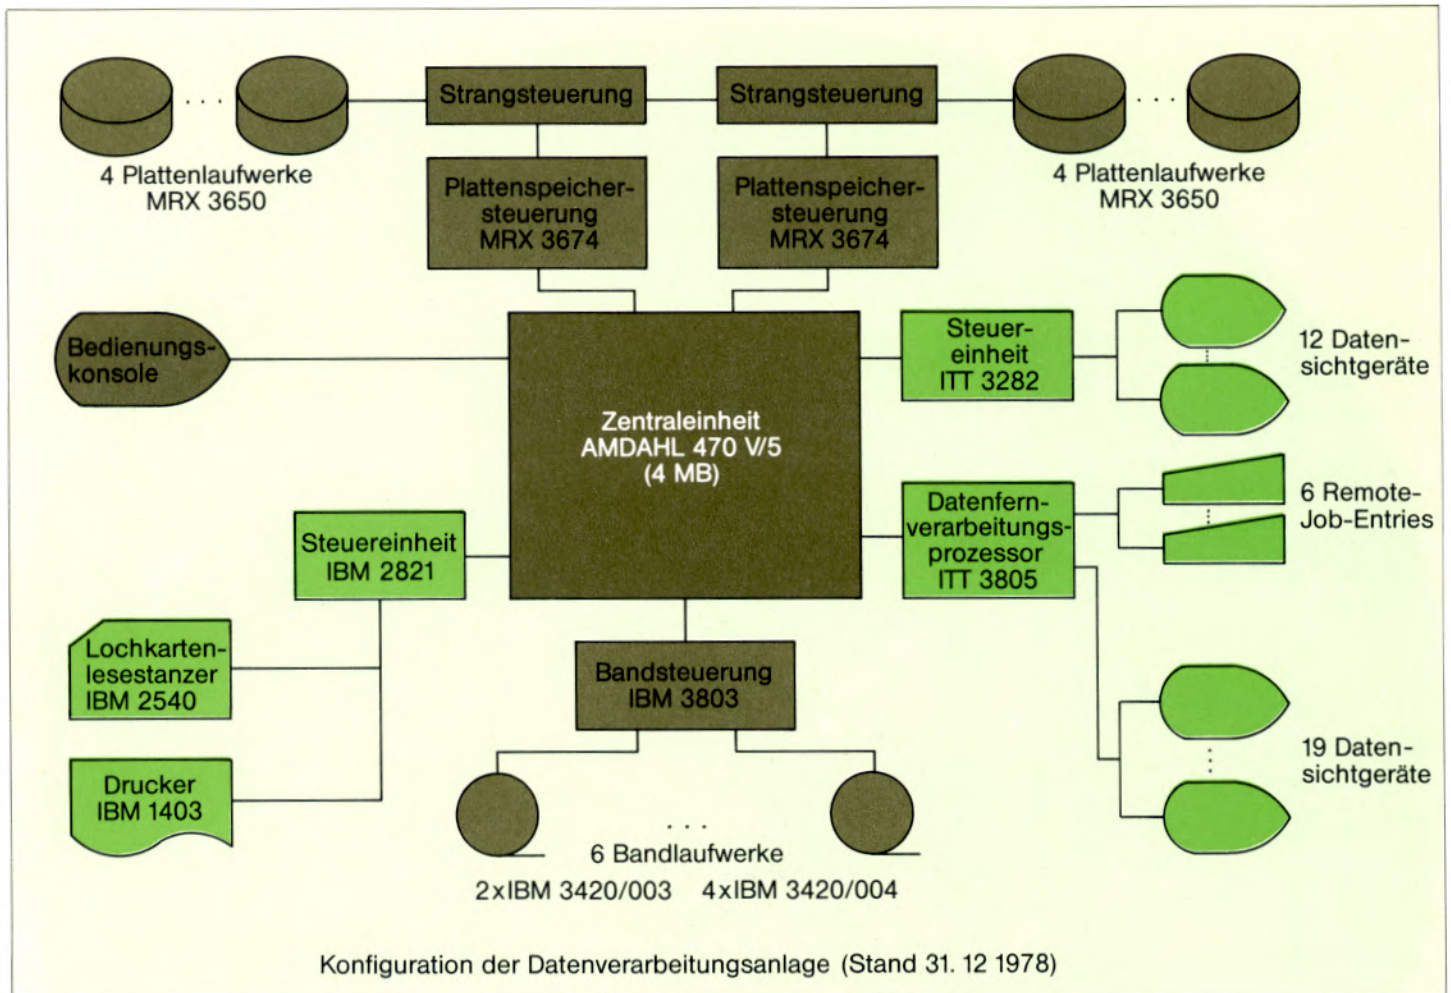 Strangsteuerung
Strangsteuerung
4 Plattenlaufwerke
MRX 3650
Plattenspeicher-
steuerung
MRX 3674
Plattenspeicher-
steuerung
MRX 3674
4 Plattenlaufwerke
MRX 3650
Bedienungs-
konsole
Zentraleinheit
AMDAHL 470 V/5
(4 MB)
Steuer-
einheit
ITT 3282
12 Daten-
sichtgeräte
Datenfern-
verarbeitungs-
prozessor
ITT 3805
6 Remote-
Job-Entries
Steuereinheit
IBM 2821
Lochkarten-
lesestanzer
IBM 2540
Drucker
IBM 1403
Bandsteuerung
IBM 3803
19 Daten-
sichtgeräte
6 Bandlaufwerke
2xIBM 3420/003 4xIBM 3420/004
Konfiguration der Datenverarbeitungsanlage (Stand 31. 12 1978)